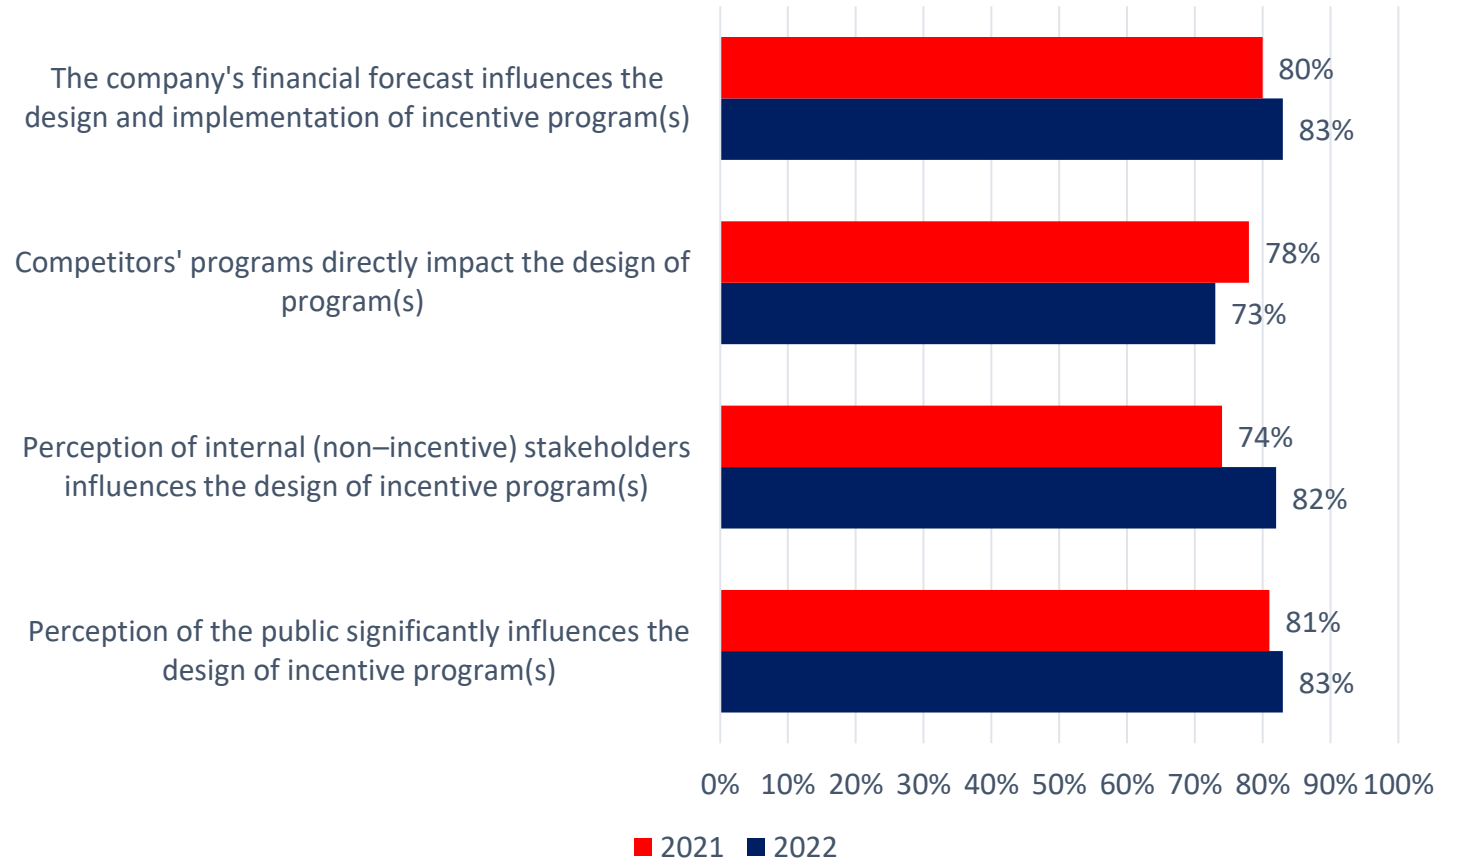 The company's financial forecast influences the
design and implementation of incentive program(s)
80%
83%
Competitors' programs directly impact the design of
program(s)
78%
73%
Perception of internal (non–incentive) stakeholders
influences the design of incentive program(s)
74%
82%
Perception of the public significantly influences the
design of incentive program(s)
81%
83%
0% 10% 20% 30% 40% 50% 60% 70% 80% 90% 100%
2021 2022